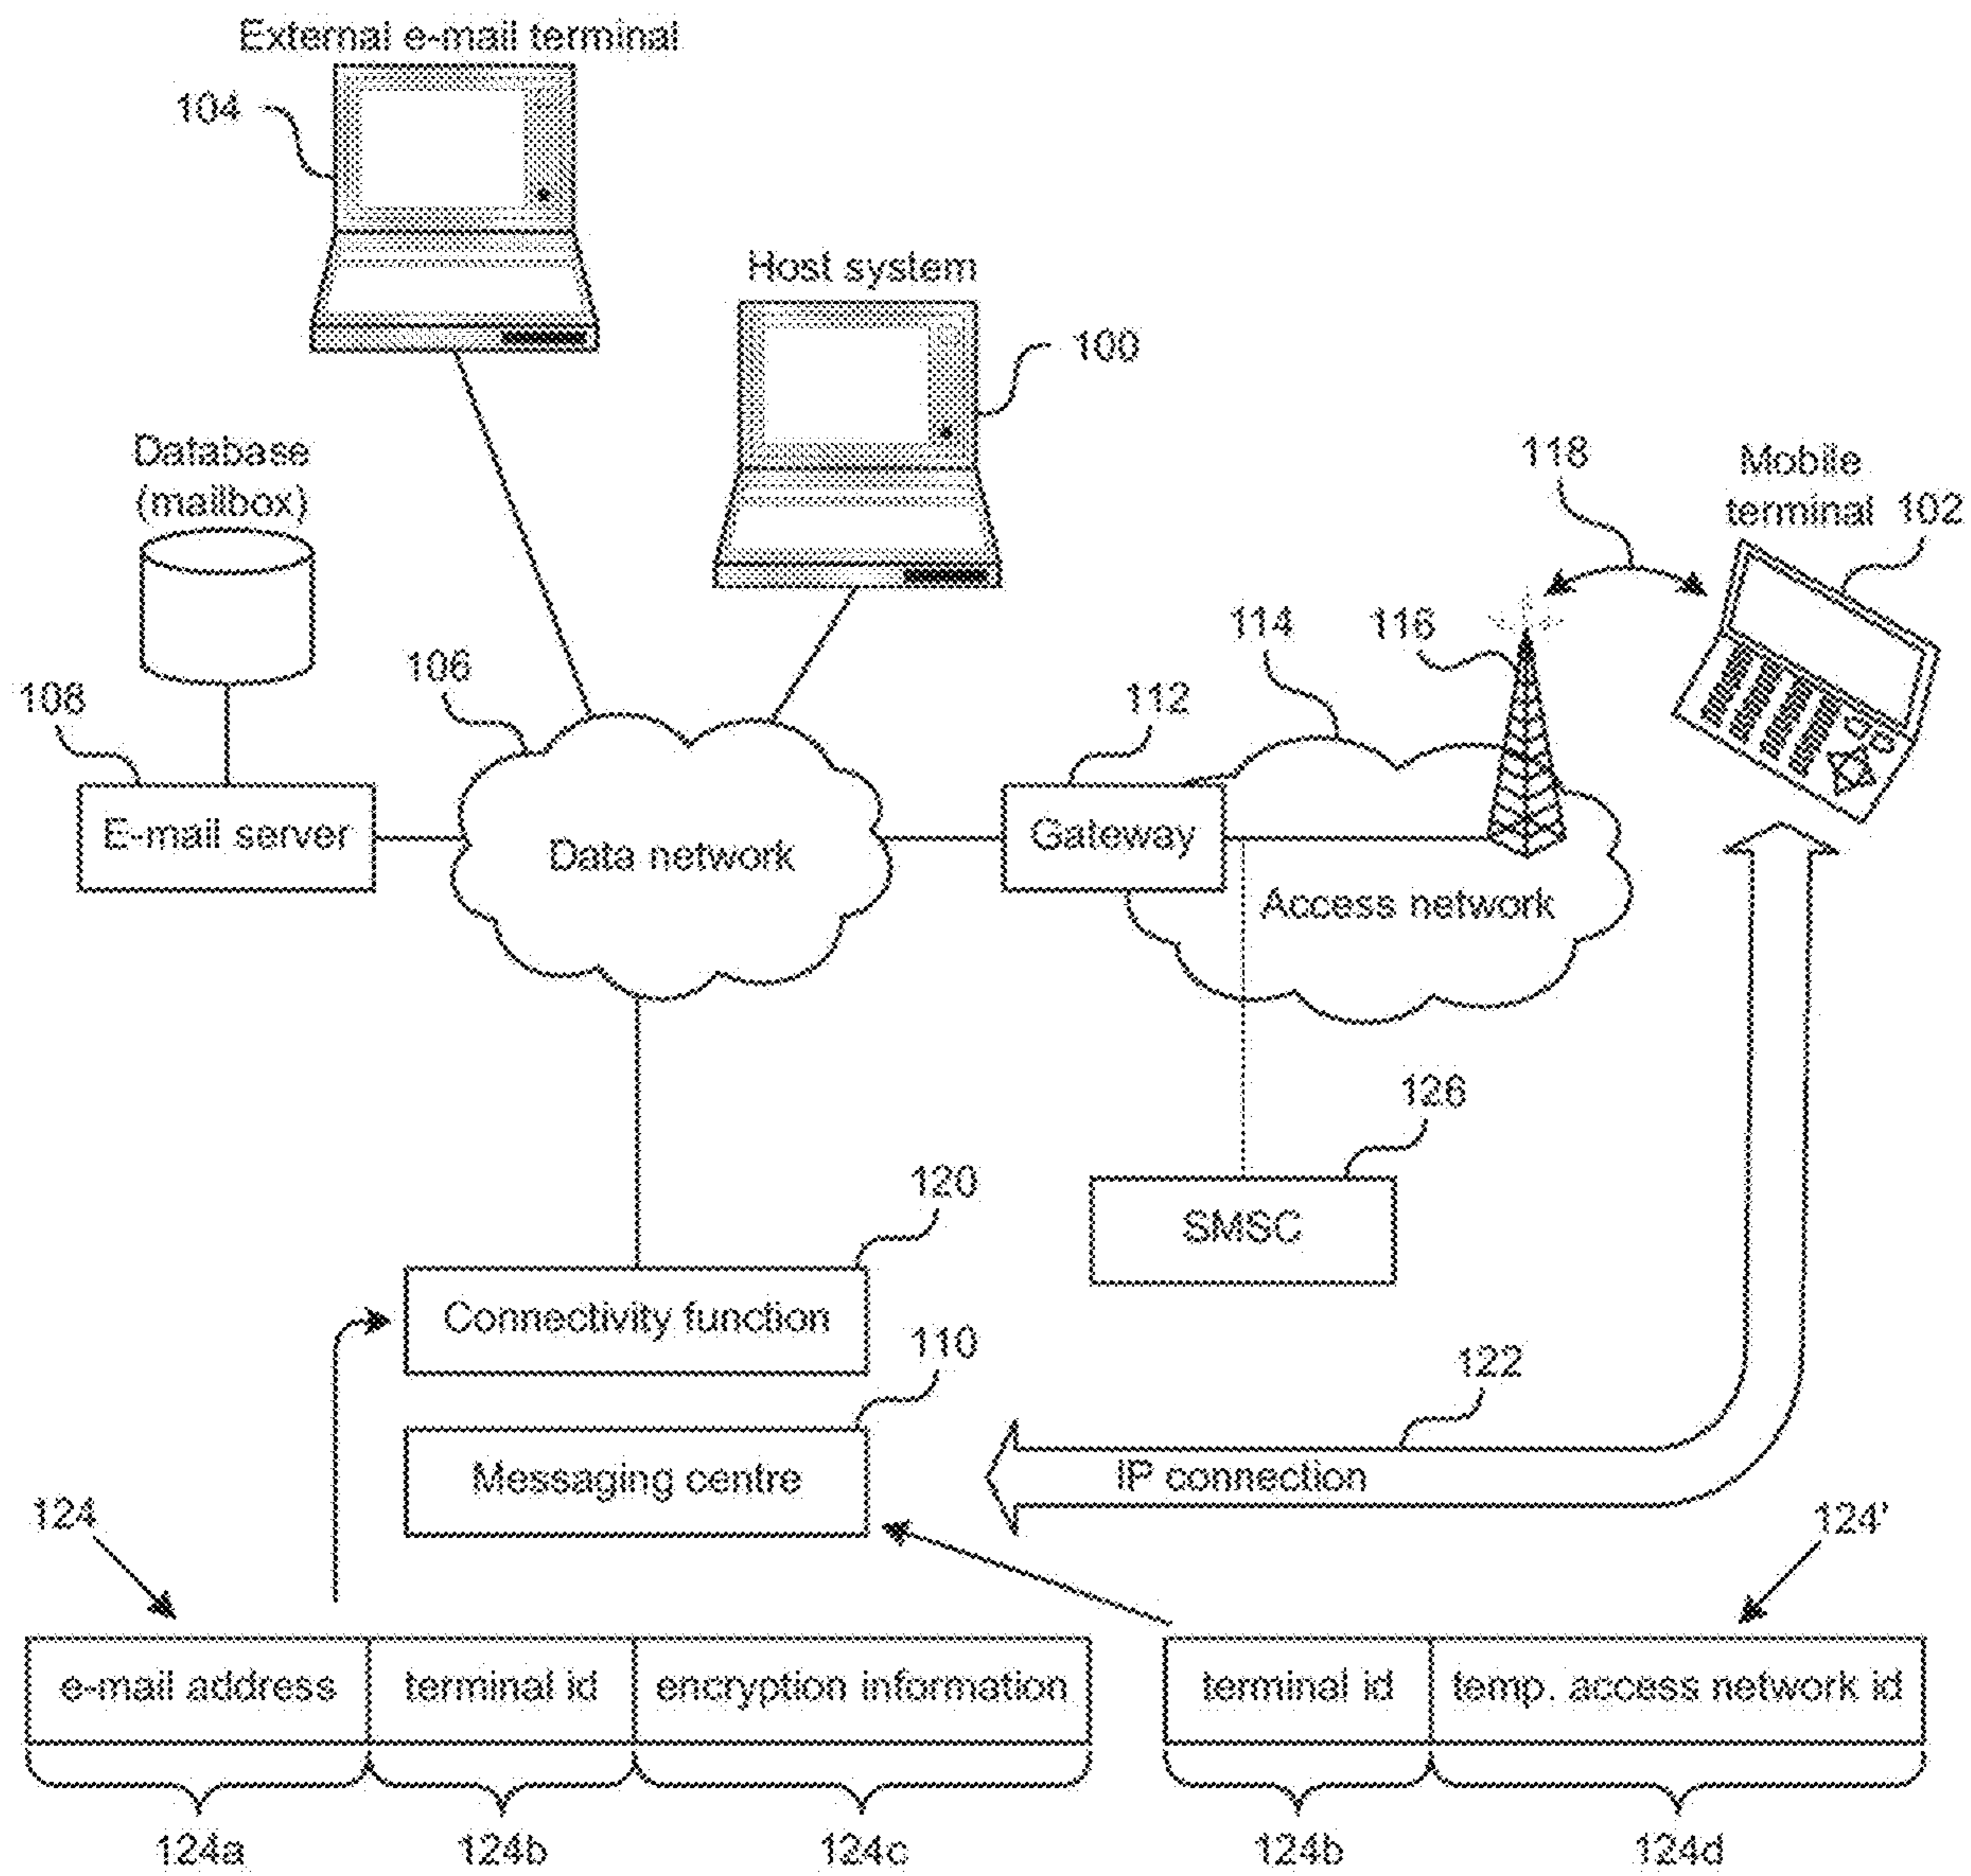 External e-mail terminal
104
Host system
100
Database
(mailbox)
118
Mobile
terminal 102
108
106
112
114
116
E-mail server
Data network
Gateway
Access network
126
SMSC
120
Connectivity function
110
Messaging centre
122
IP connection
124
124'
e-mail address
terminal id
encryption information
terminal id
temp. access network id
124a
124b
124c
124b
124d